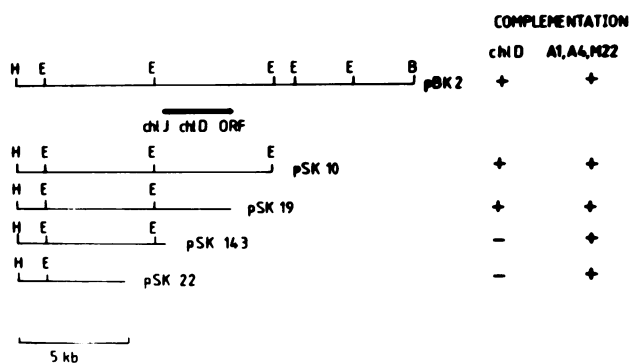 COMPLEMENTATION
chlD A1,A4,M22
H E E E E E B
pBK2 + +
chlJ chlD ORF
H E E E
pSK 10 + +
H E E
pSK 19 + +
H E E
pSK 143 - +
H E
pSK 22 - +
5 kb